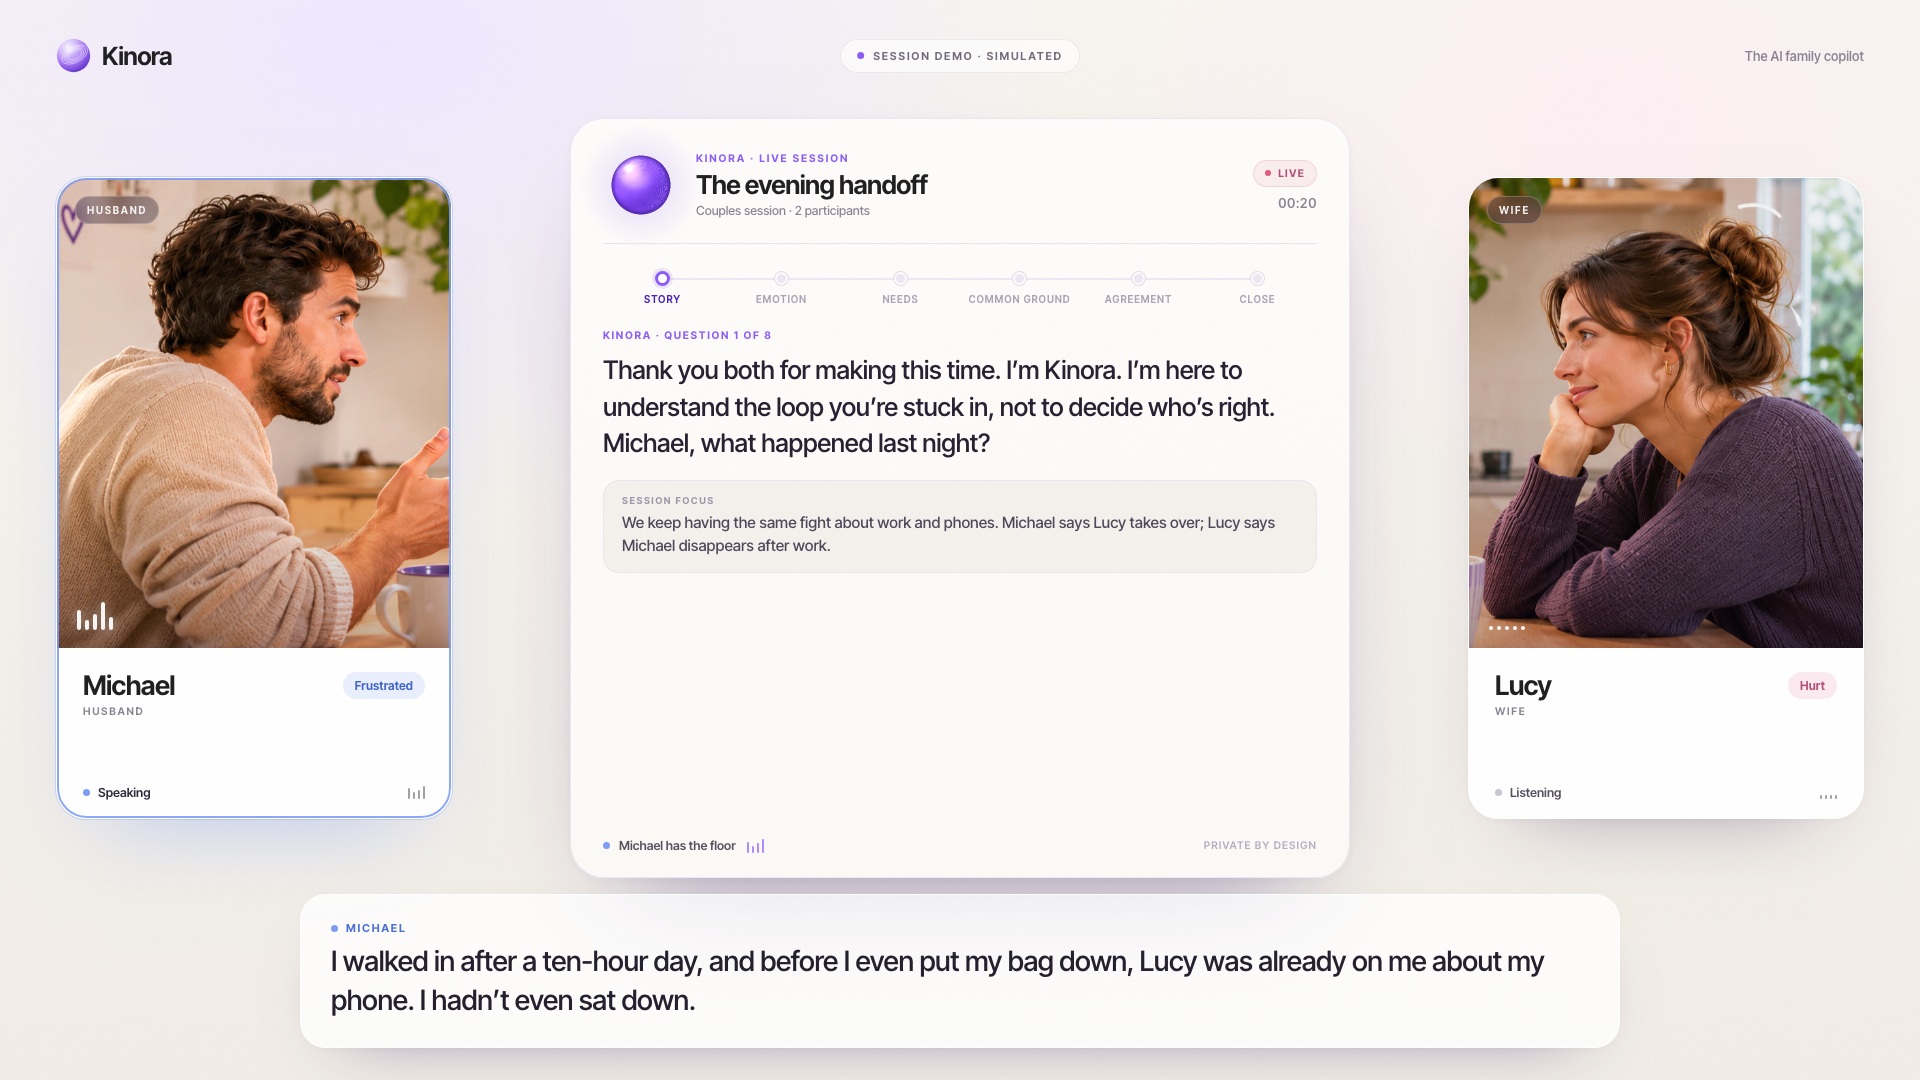 Kinora
SESSION DEMO · SIMULATED
The AI family copilot
HUSBAND
Michael
Frustrated
HUSBAND
Speaking
KINORA · LIVE SESSION
The evening handoff
Couples session · 2 participants
LIVE
00:20
STORY
EMOTION
NEEDS
COMMON GROUND
AGREEMENT
CLOSE
KINORA · QUESTION 1 OF 8
Thank you both for making this time. I’m Kinora. I’m here to
understand the loop you’re stuck in, not to decide who’s right.
Michael, what happened last night?
SESSION FOCUS
We keep having the same fight about work and phones. Michael says Lucy takes over; Lucy says
Michael disappears after work.
Michael has the floor
PRIVATE BY DESIGN
WIFE
Lucy
Hurt
WIFE
Listening
MICHAEL
I walked in after a ten-hour day, and before I even put my bag down, Lucy was already on me about my
phone. I hadn’t even sat down.